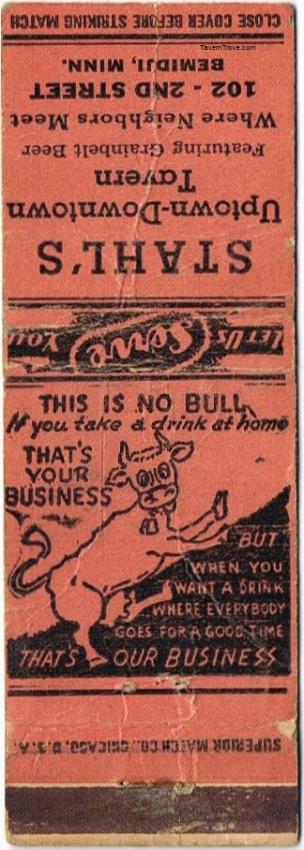 CLOSE COVER BEFORE STRIKING MATCH
TavernTrove.com
STAHL'S
Uptown-Downtown
Tavern
Featuring Grainbelt Beer
Where Neighbors Meet
102 - 2ND STREET
BEMIDJI, MINN.
LET US Serve YOU
THIS IS NO BULL
If you take a drink at home
THAT'S
YOUR
BUSINESS
BUT
WHEN YOU
WANT A DRINK
WHERE EVERYBODY
GOES FOR A GOOD TIME
THAT'S OUR BUSINESS
SUPERIOR MATCH CO., CHICAGO, U.S.A.